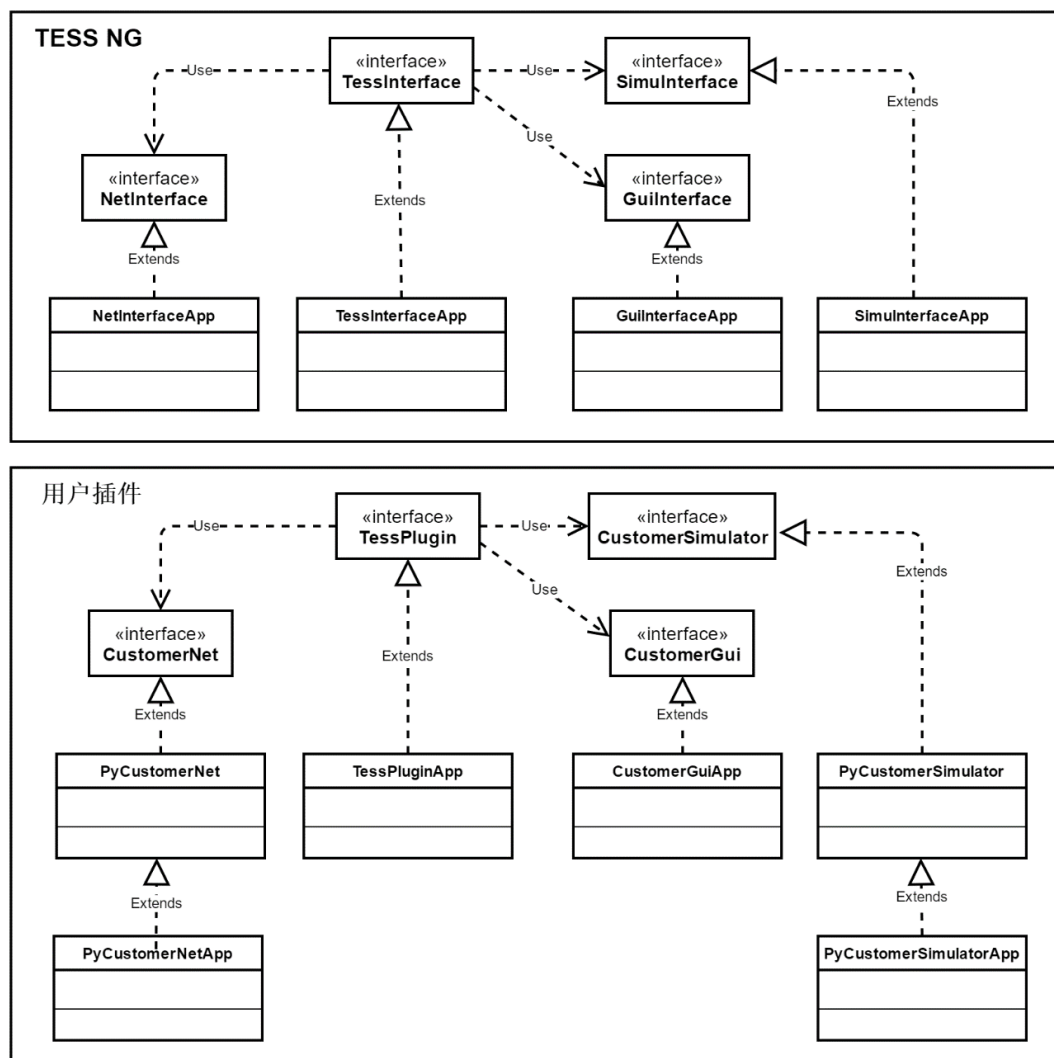 TESS NG
«interface»
TessInterface
Use
Use
«interface»
SimuInterface
Extends
Use
«interface»
NetInterface
«interface»
GuiInterface
Extends
Extends
Extends
NetInterfaceApp
TessInterfaceApp
GuiInterfaceApp
SimuInterfaceApp
用户插件
«interface»
TessPlugin
Use
Use
«interface»
CustomerSimulator
Extends
Use
«interface»
CustomerNet
«interface»
CustomerGui
Extends
Extends
Extends
PyCustomerNet
TessPluginApp
CustomerGuiApp
PyCustomerSimulator
Extends
Extends
PyCustomerNetApp
PyCustomerSimulatorApp